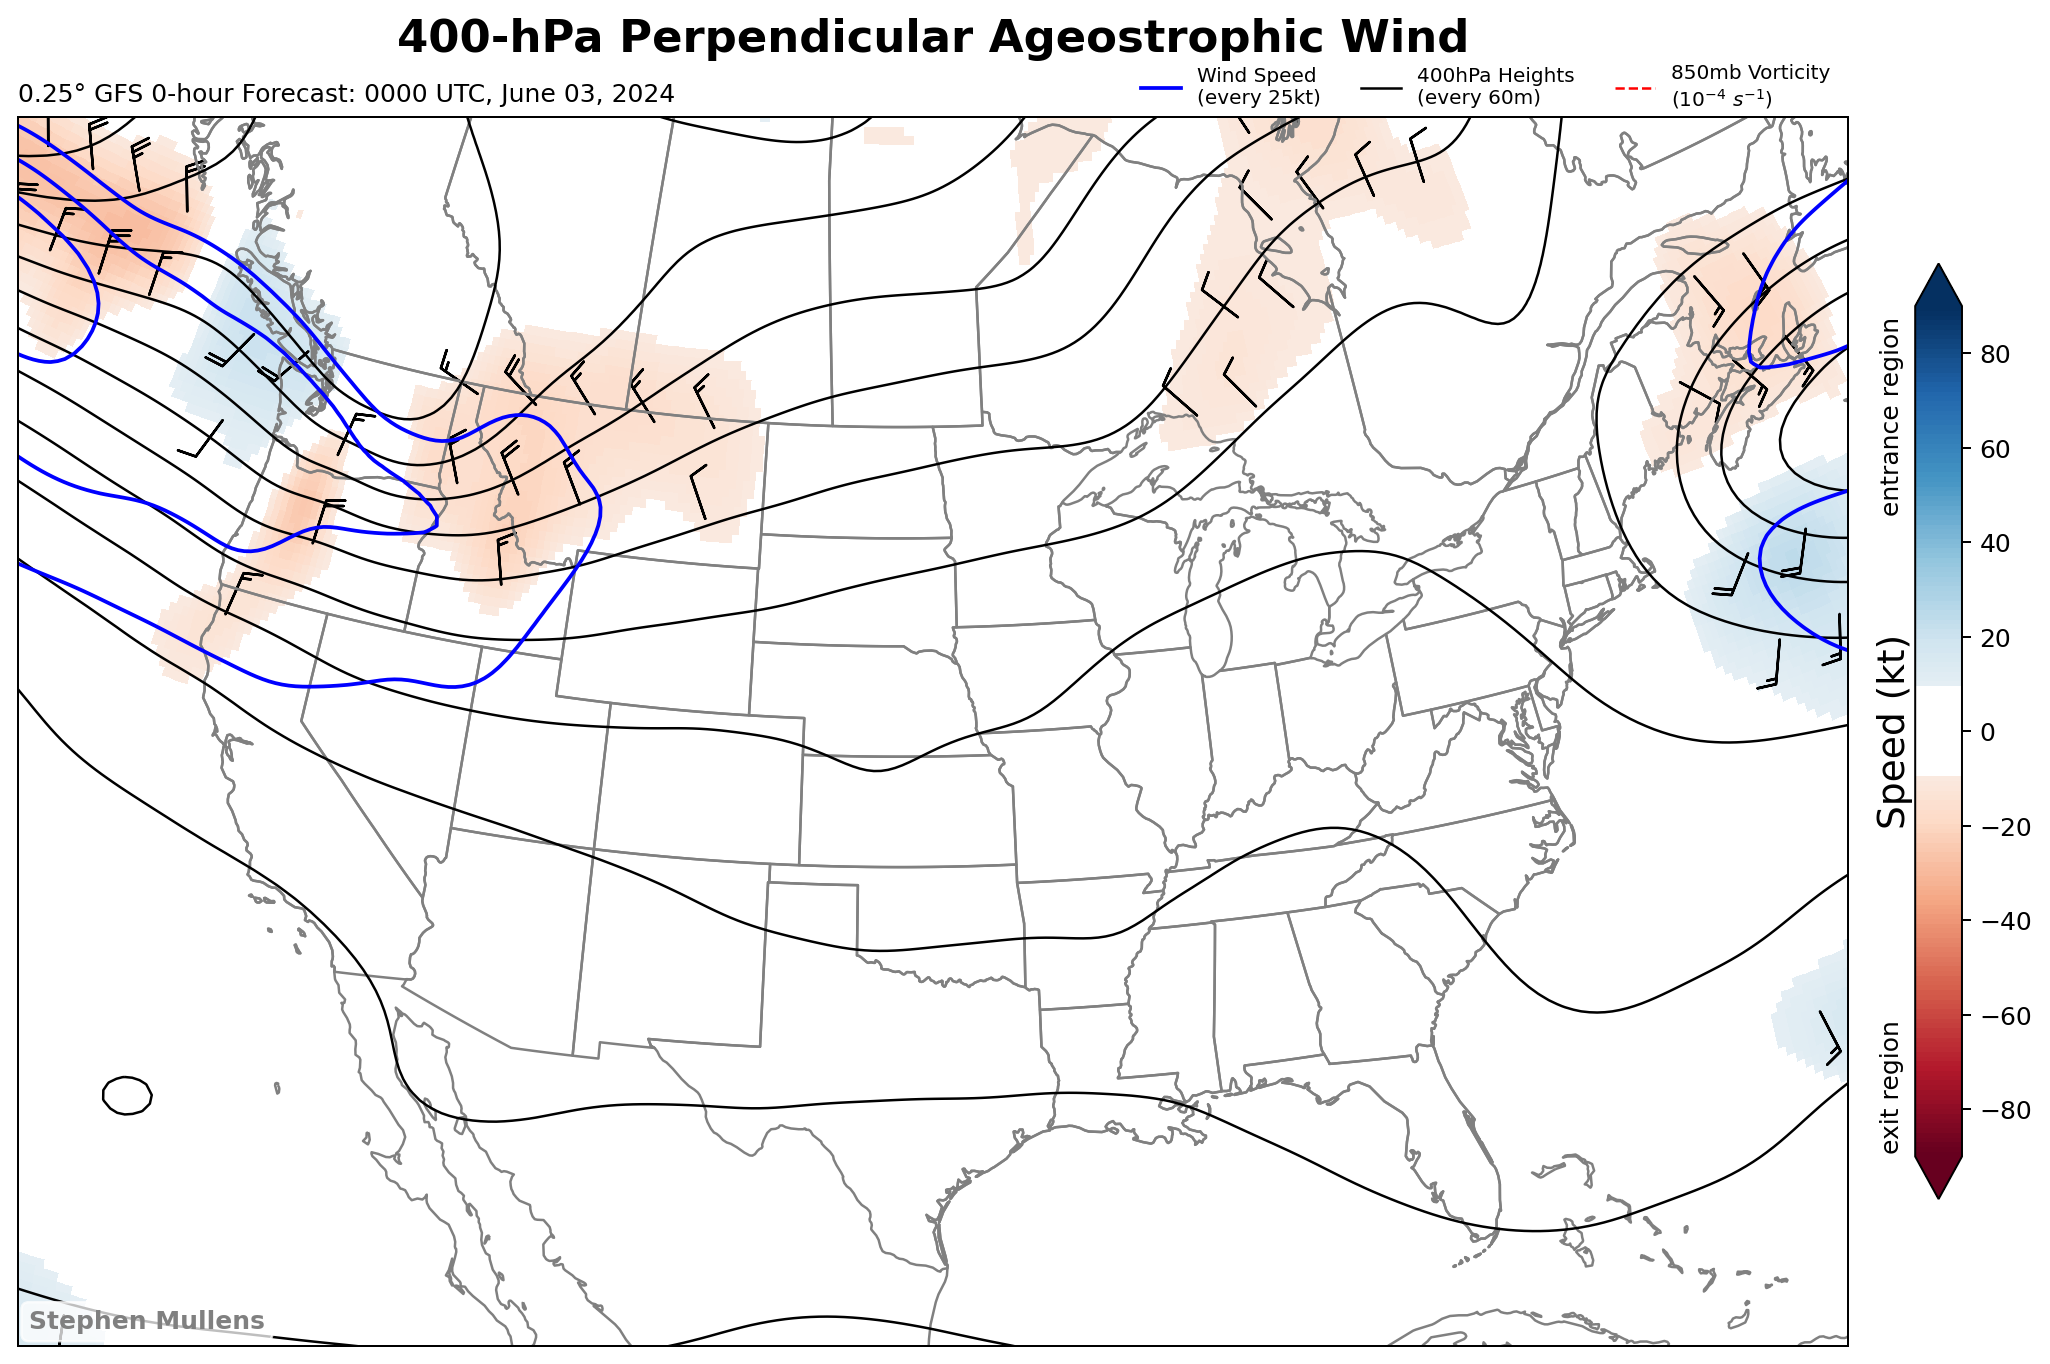 400-hPa Perpendicular Ageostrophic Wind
0.25° GFS 0-hour Forecast: 0000 UTC, June 03, 2024
Wind Speed
(every 25kt)
400hPa Heights
(every 60m)
850mb Vorticity
(10⁻⁴ s⁻¹)
entrance region
Speed (kt)
exit region
80
60
40
20
0
−20
−40
−60
−80
Stephen Mullens